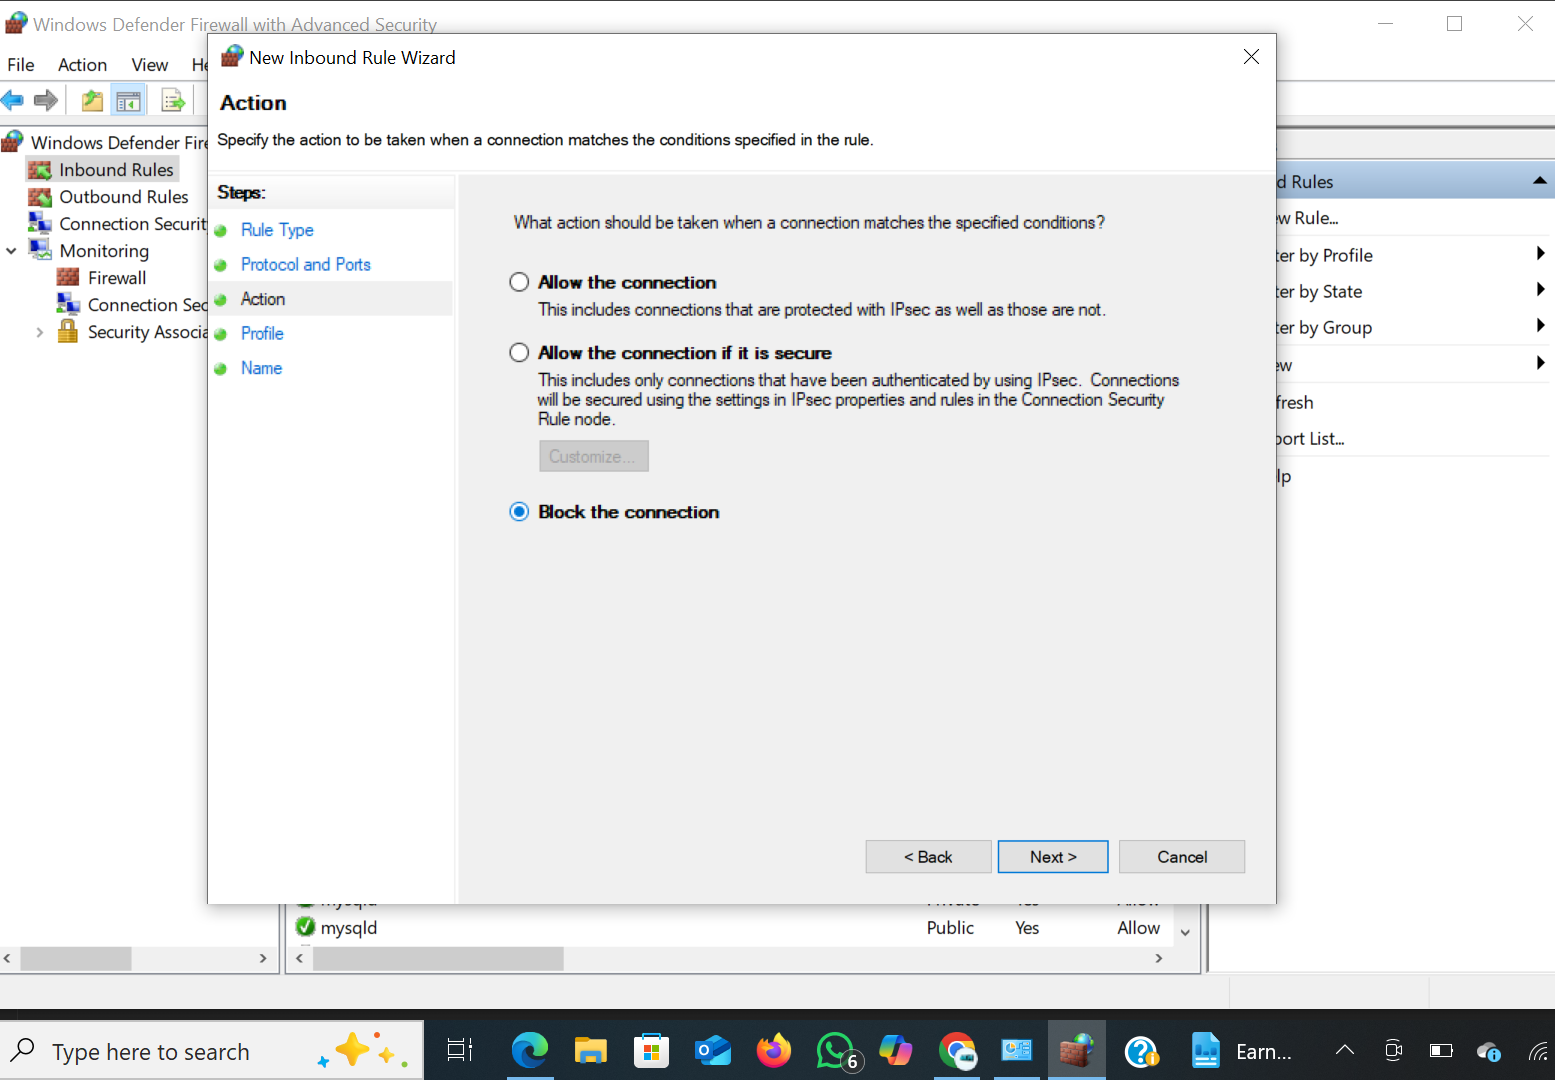 Windows Defender Firewall with Advanced Security
File Action View
New Inbound Rule Wizard
Action
Specify the action to be taken when a connection matches the conditions specified in the rule.
Windows Defender Fire
Inbound Rules
Outbound Rules
Connection Securit
Monitoring
Firewall
Connection Sec
Security Associa
Steps:
Rule Type
Protocol and Ports
Action
Profile
Name
What action should be taken when a connection matches the specified conditions?
Allow the connection
This includes connections that are protected with IPsec as well as those are not.
Allow the connection if it is secure
This includes only connections that have been authenticated by using IPsec. Connections
will be secured using the settings in IPsec properties and rules in the Connection Security
Rule node.
Customize...
Block the connection
< Back Next > Cancel
d Rules
w Rule...
ter by Profile
ter by State
ter by Group
ew
fresh
port List...
lp
mysqld Public Yes Allow
Type here to search
6
Earn...